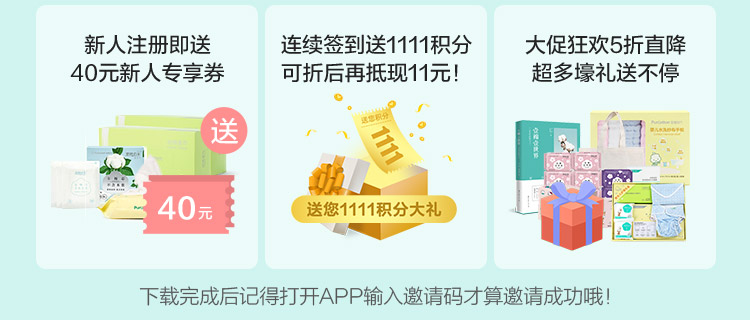 新人注册即送
40元新人专享券
送
40元
连续签到送1111积分
可折后再抵现11元！
送您积分
1111
送您1111积分大礼
大促狂欢5折直降
超多壕礼送不停
下载完成后记得打开APP输入邀请码才算邀请成功哦！